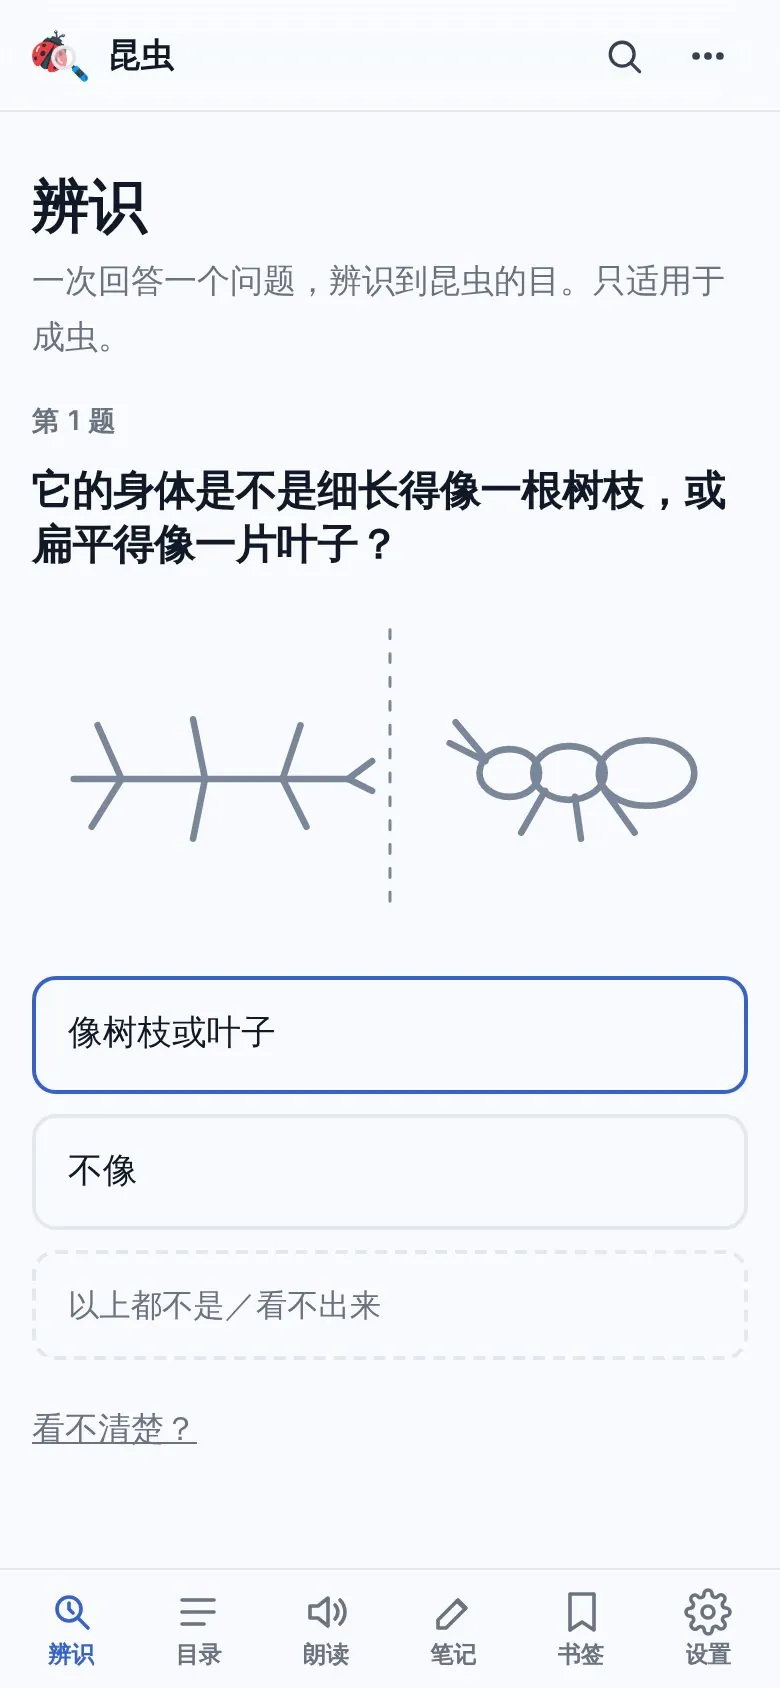 昆虫
辨识
一次回答一个问题，辨识到昆虫的目。只适用于
成虫。
第 1 题
它的身体是不是细长得像一根树枝，或
扁平得像一片叶子？
像树枝或叶子
不像
以上都不是／看不出来
看不清楚？
辨识 目录 朗读 笔记 书签 设置